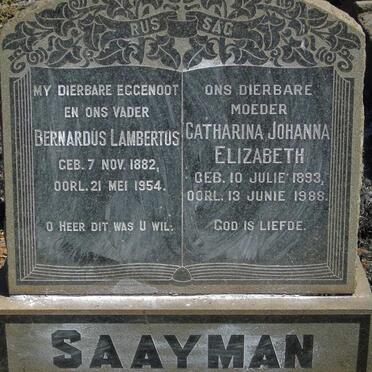 RUS SAG
MY DIERBARE EGGENOOT
EN ONS VADER
BERNARDUS LAMBERTUS
GEB. 7 NOV. 1882,
OORL. 21 MEI 1954.
O HEER DIT WAS U WIL.
ONS DIERBARE
MOEDER
CATHARINA JOHANNA
ELIZABETH
GEB. 10 JULIE 1893,
OORL. 13 JUNIE 1988.
GOD IS LIEFDE.
SAAYMAN